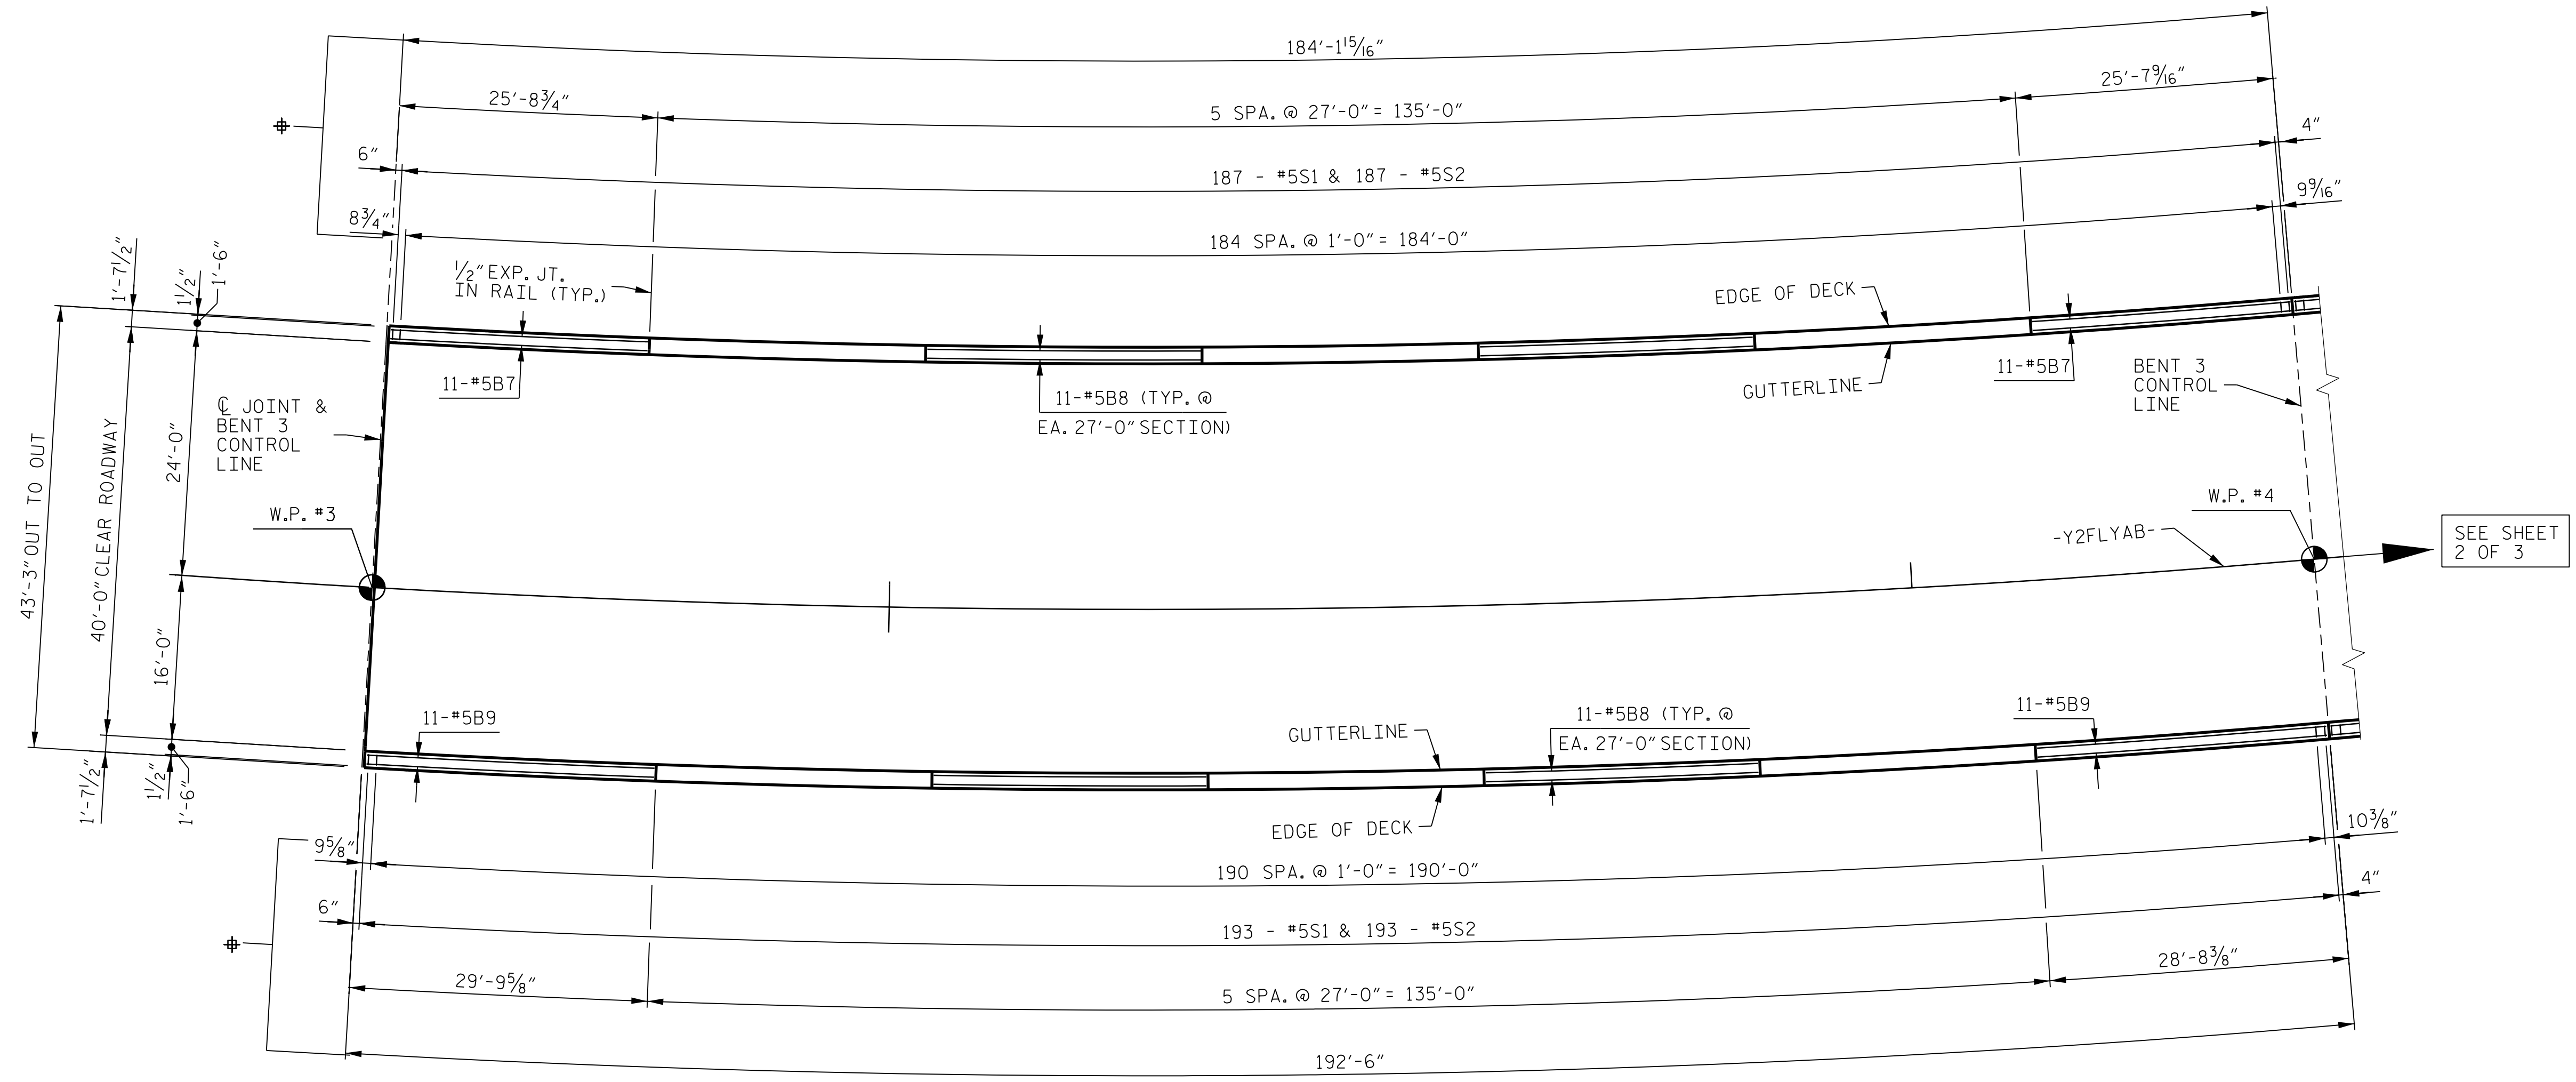 184'-1 15/16"
25'-8 3/4"
5 SPA. @ 27'-0" = 135'-0"
25'-7 9/16"
6"
187 - #5S1 & 187 - #5S2
4"
8 3/4"
184 SPA. @ 1'-0" = 184'-0"
9 9/16"
1'-7 1/2"
1 1/2"
1'-6"
1/2" EXP. JT.
IN RAIL (TYP.)
EDGE OF DECK
GUTTERLINE
11-#5B7
11-#5B8 (TYP. @
EA. 27'-0" SECTION)
11-#5B7
BENT 3
CONTROL
LINE
℄ JOINT &
BENT 3
CONTROL
LINE
43'-3" OUT TO OUT
40'-0" CLEAR ROADWAY
24'-0"
16'-0"
W.P. #3
W.P. #4
-Y2FLYAB-
SEE SHEET
2 OF 3
11-#5B9
GUTTERLINE
11-#5B8 (TYP. @
EA. 27'-0" SECTION)
11-#5B9
1'-7 1/2"
1 1/2"
1'-6"
EDGE OF DECK
9 5/8"
190 SPA. @ 1'-0" = 190'-0"
10 3/8"
6"
193 - #5S1 & 193 - #5S2
4"
29'-9 5/8"
5 SPA. @ 27'-0" = 135'-0"
28'-8 3/8"
192'-6"